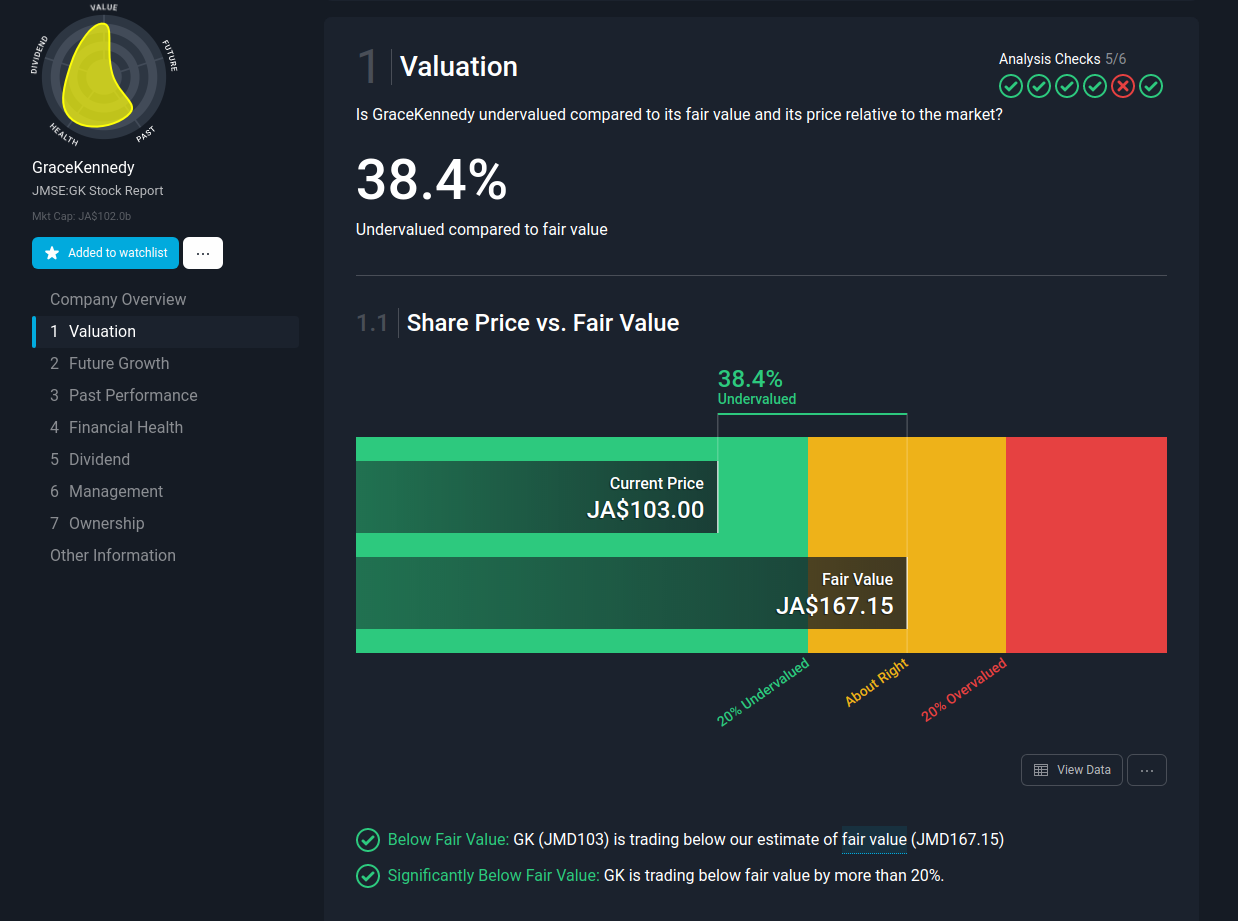 VALUE
FUTURE
PAST
HEALTH
DIVIDEND
GraceKennedy
JMSE:GK Stock Report
Mkt Cap: JA$102.0b
Added to watchlist
...
Company Overview
1 Valuation
2 Future Growth
3 Past Performance
4 Financial Health
5 Dividend
6 Management
7 Ownership
Other Information
1 Valuation
Analysis Checks 5/6
Is GraceKennedy undervalued compared to its fair value and its price relative to the market?
38.4%
Undervalued compared to fair value
1.1 Share Price vs. Fair Value
38.4%
Undervalued
Current Price
JA$103.00
Fair Value
JA$167.15
20% Undervalued
About Right
20% Overvalued
View Data
...
Below Fair Value: GK (JMD103) is trading below our estimate of fair value (JMD167.15)
Significantly Below Fair Value: GK is trading below fair value by more than 20%.